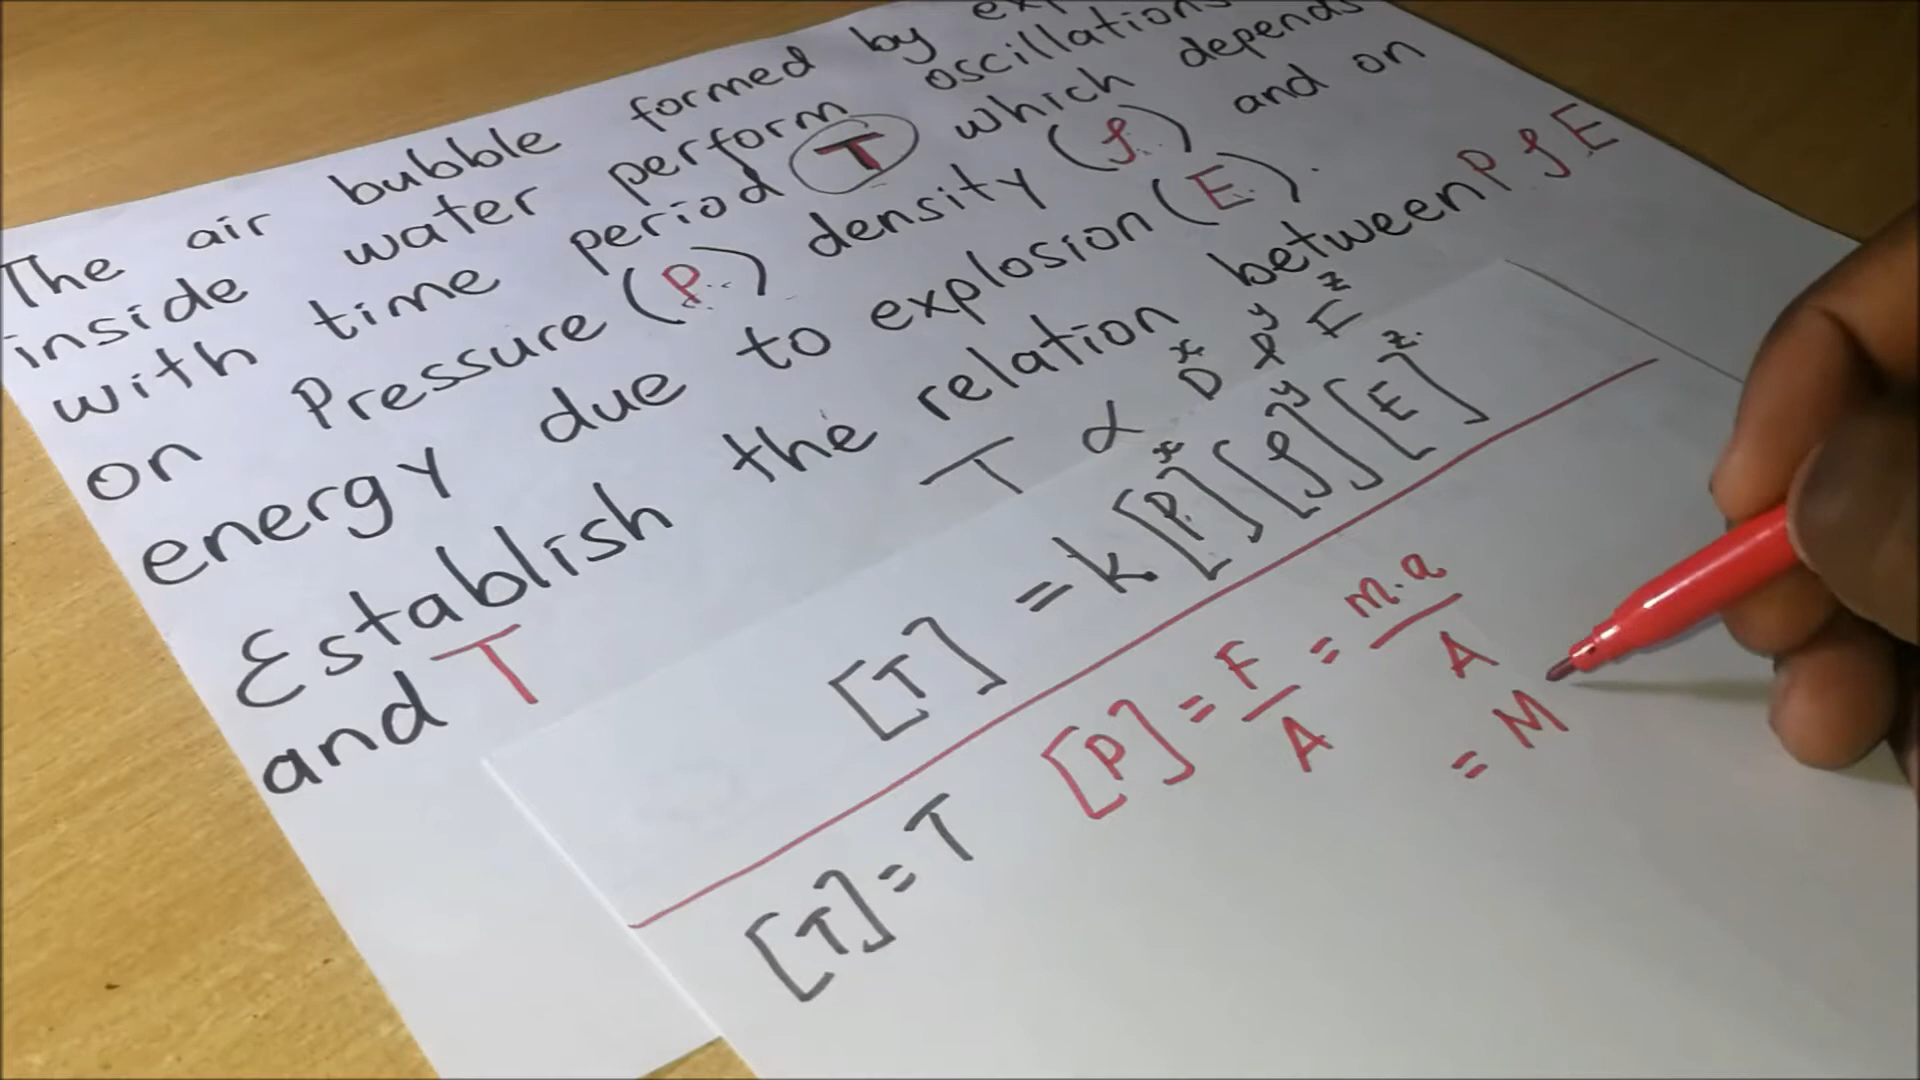 The air bubble formed by
inside water perform oscillations
with time period T which depends
on Pressure (P) density (ρ) and on
energy due to explosion (E).
Establish the relation between P ρ E
and T
T ∝ P^x ρ^y E^z
[T] = k [P]^x [ρ]^y [E]^z
[T] = T
[P] = F/A = m.a/A
= M